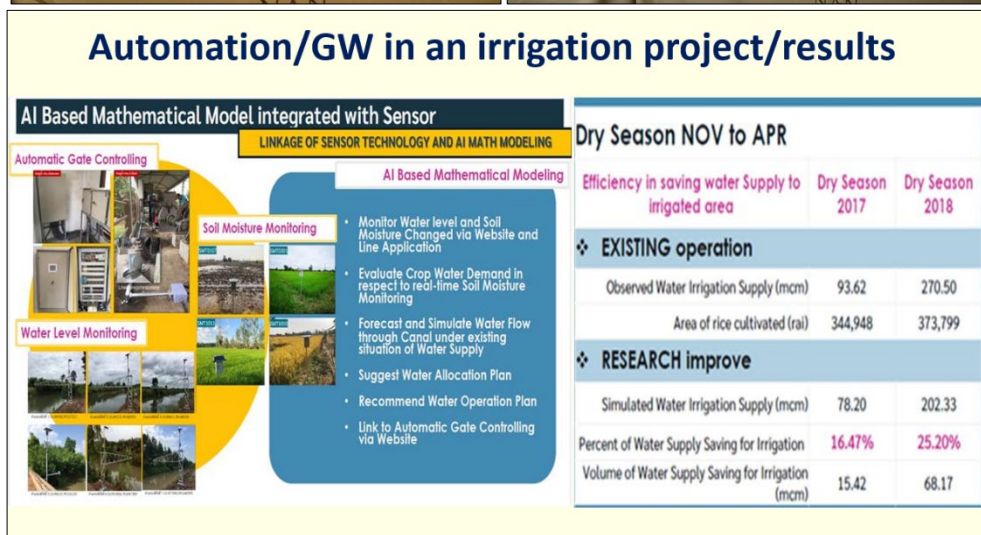 Automation/GW in an irrigation project/results
AI Based Mathematical Model integrated with Sensor
LINKAGE OF SENSOR TECHNOLOGY AND AI MATH MODELING
Automatic Gate Controlling
Soil Moisture Monitoring
Water Level Monitoring
AI Based Mathematical Modeling
• Monitor Water level and Soil
Moisture Changed via Website and
Line Application
• Evaluate Crop Water Demand in
respect to real-time Soil Moisture
Monitoring
• Forecast and Simulate Water Flow
through Canal under existing
situation of Water Supply
• Suggest Water Allocation Plan
• Recommend Water Operation Plan
• Link to Automatic Gate Controlling
via Website
Dry Season NOV to APR
Efficiency in saving water Supply to
irrigated area
Dry Season
2017
Dry Season
2018
❖ EXISTING operation
Observed Water Irrigation Supply (mcm) 93.62 270.50
Area of rice cultivated (rai) 344,948 373,799
❖ RESEARCH improve
Simulated Water Irrigation Supply (mcm) 78.20 202.33
Percent of Water Supply Saving for Irrigation 16.47% 25.20%
Volume of Water Supply Saving for Irrigation
(mcm) 15.42 68.17